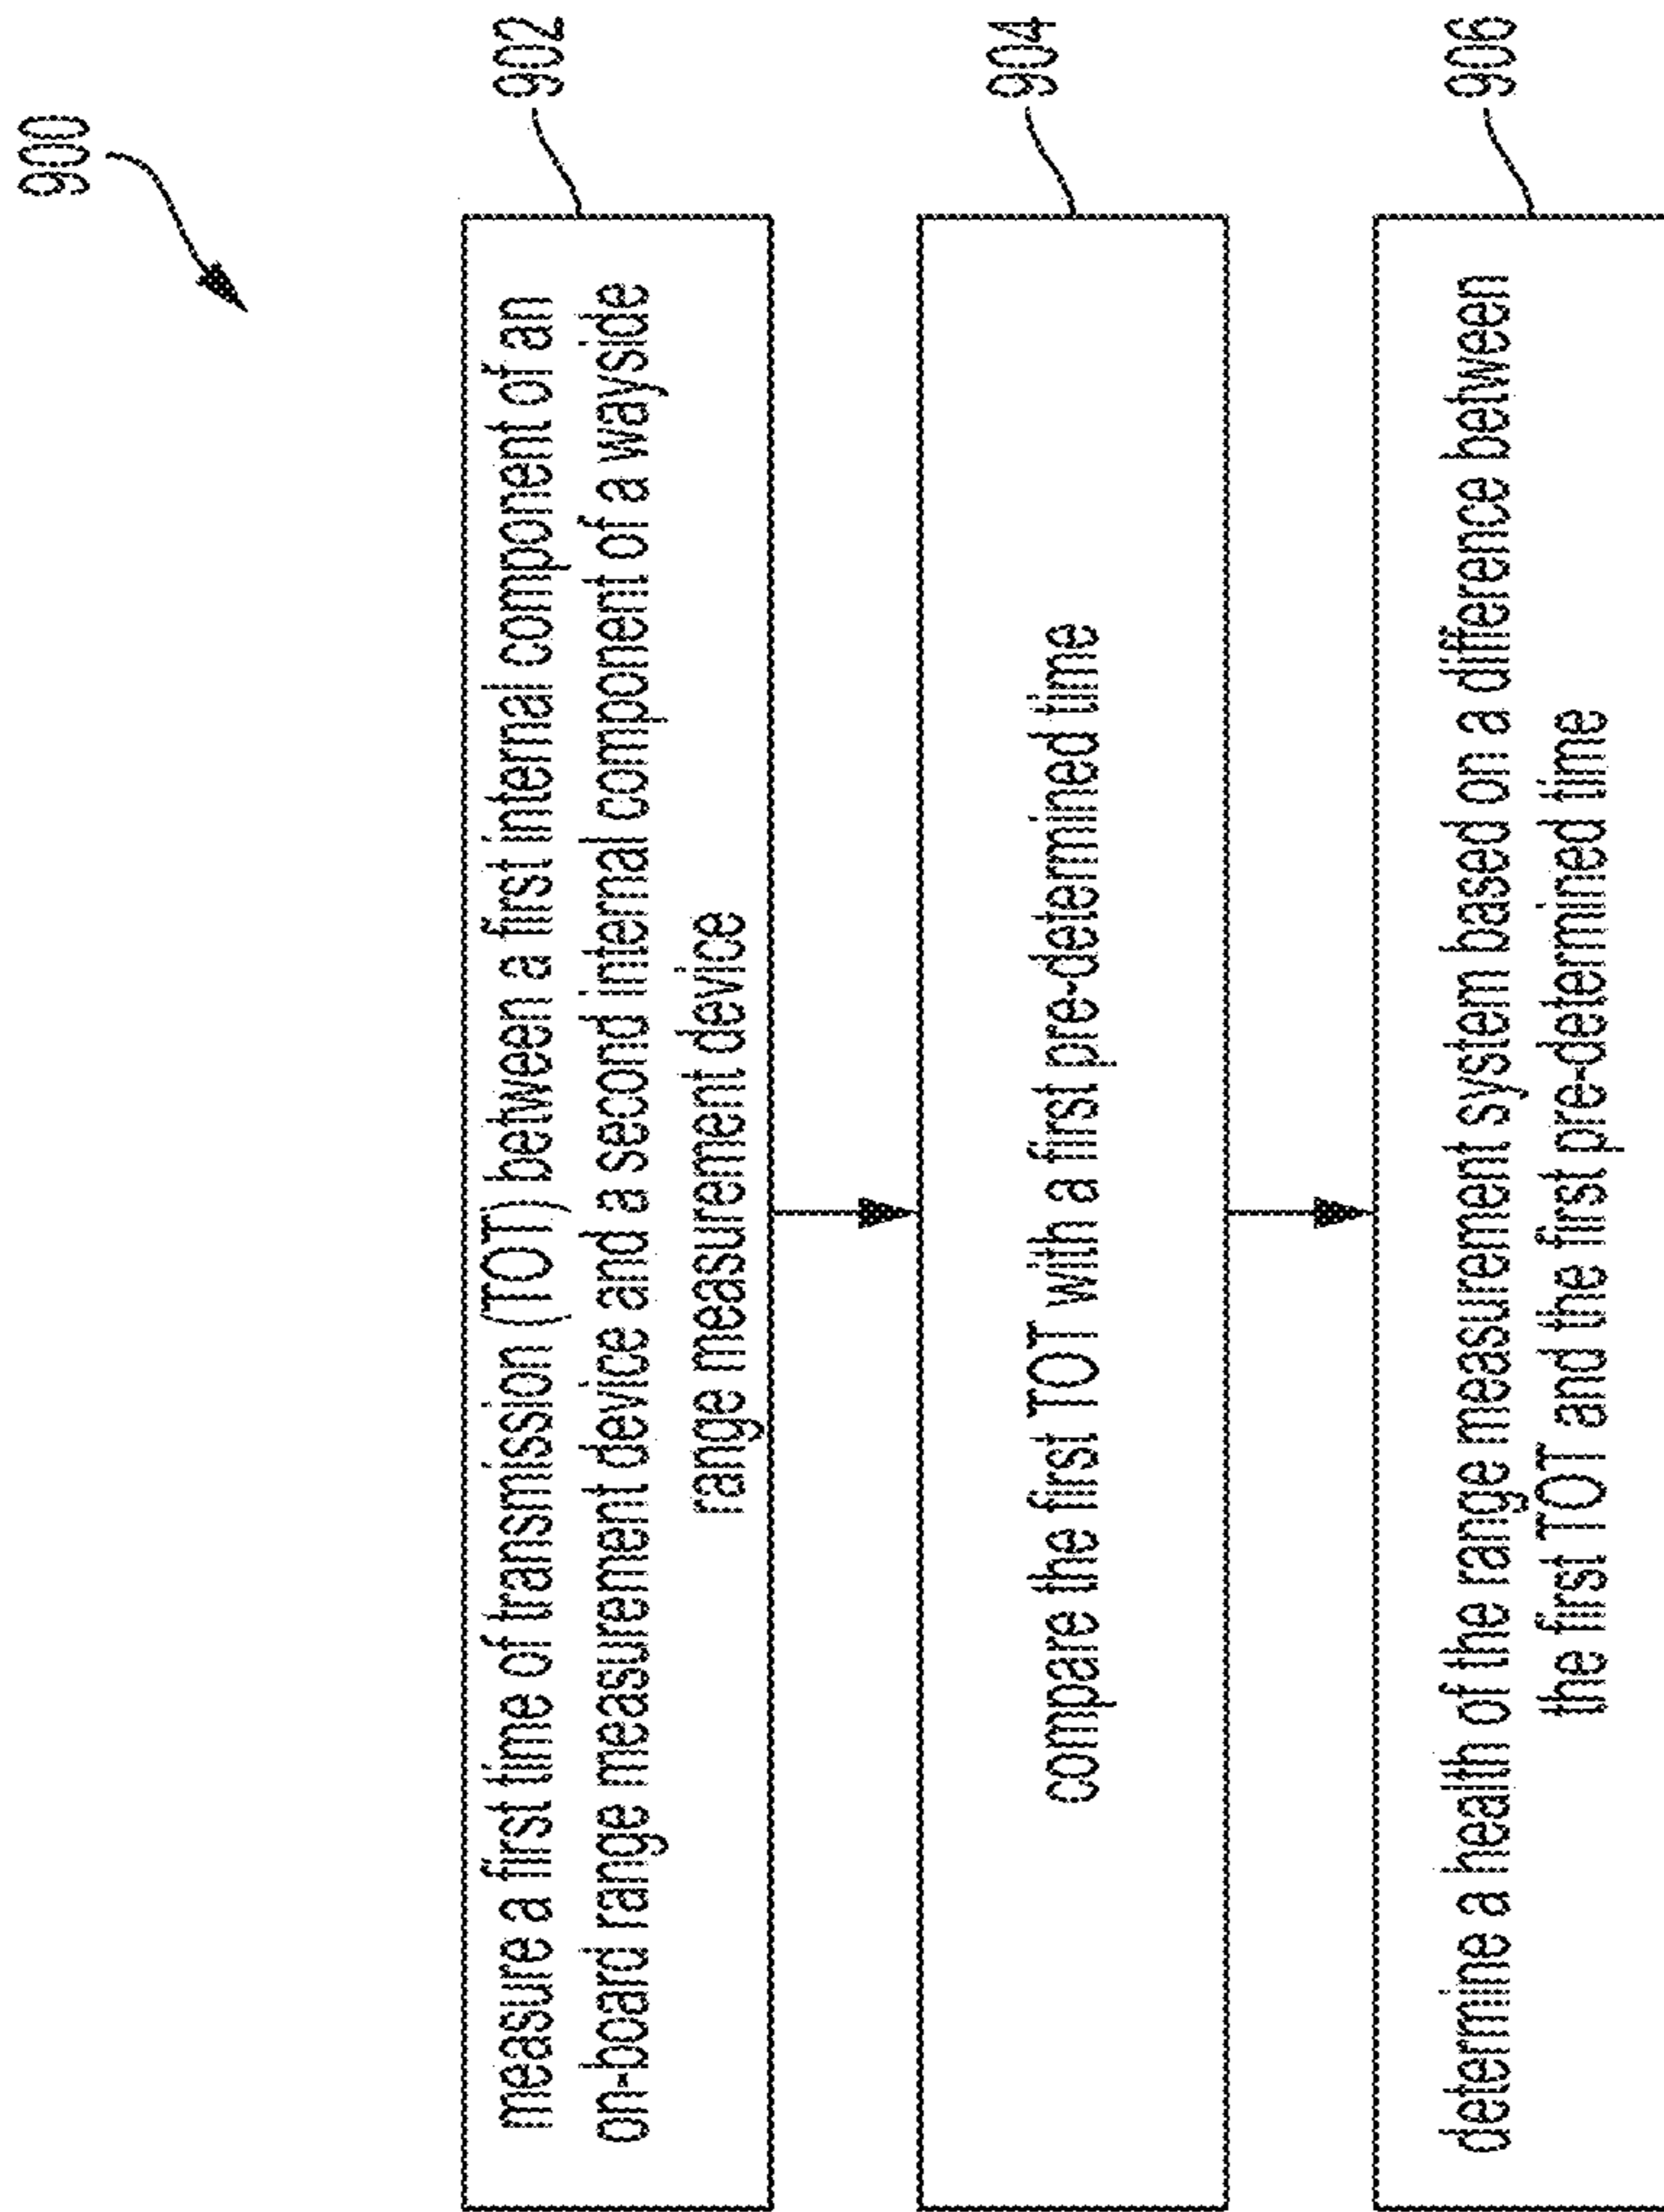 900
measure a first time of transmission (TOT) between a first internal component of an
on-board range measurement device and a second internal component of a wayside
range measurement device
902
compare the first TOT with a first pre-determined time
904
determine a health of the range measurement system based on a difference between
the first TOT and the first pre-determined time
906